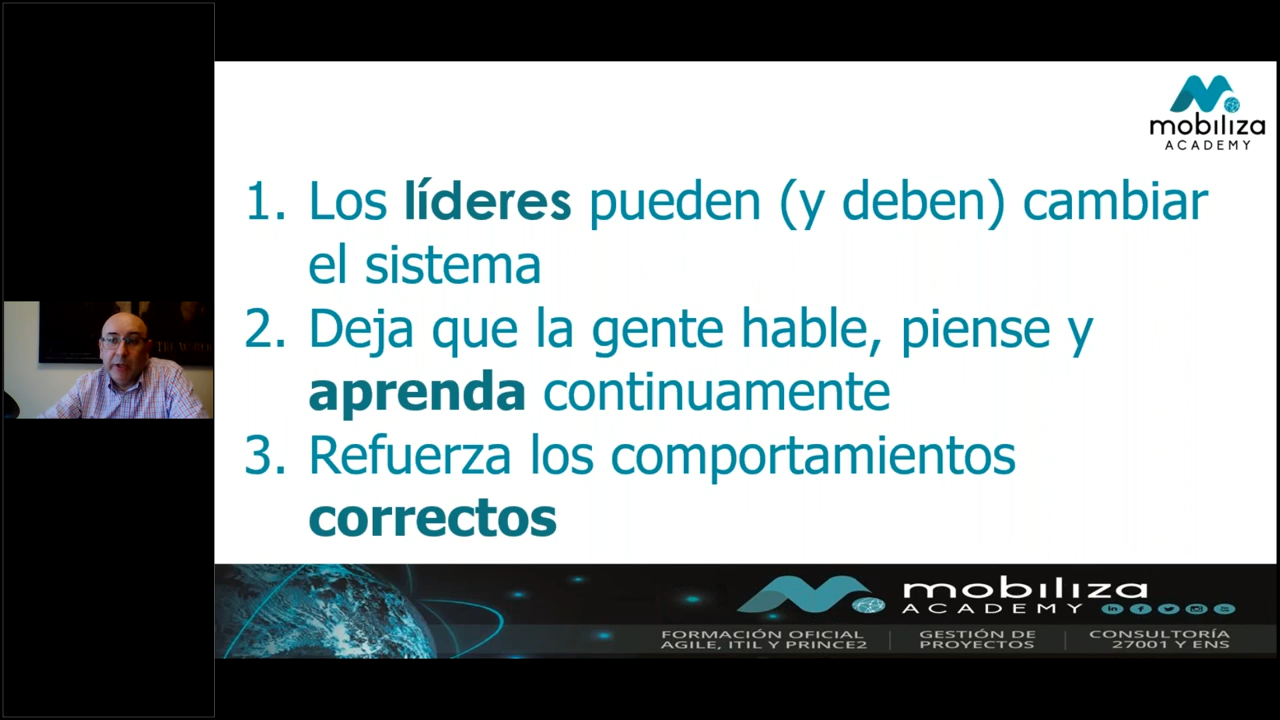 mobiliza
ACADEMY
1. Los líderes pueden (y deben) cambiar
el sistema
2. Deja que la gente hable, piense y
aprenda continuamente
3. Refuerza los comportamientos
correctos
mobiliza
ACADEMY
FORMACIÓN OFICIAL
AGILE, ITIL Y PRINCE2
GESTIÓN DE
PROYECTOS
CONSULTORÍA
27001 Y ENS